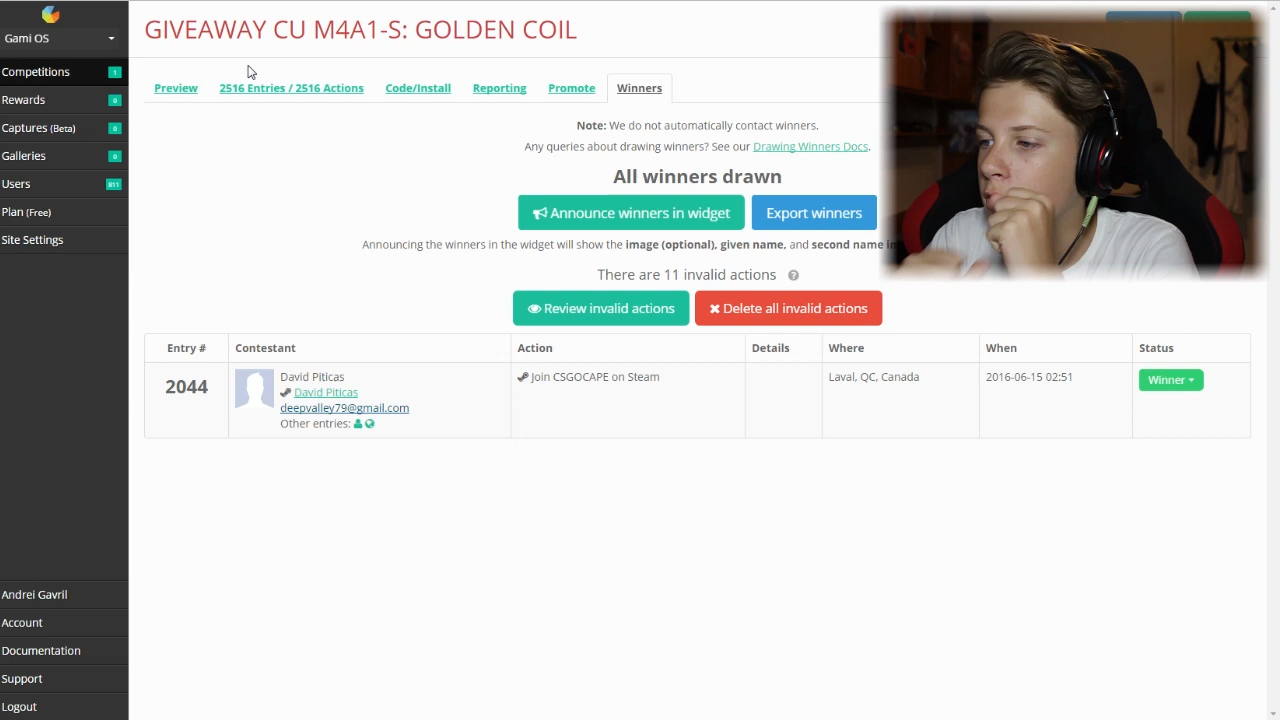 Gami OS
Competitions 1
Rewards 0
Captures (Beta) 0
Galleries 0
Users 811
Plan (Free)
Site Settings
Andrei Gavril
Account
Documentation
Support
Logout
GIVEAWAY CU M4A1-S: GOLDEN COIL
Preview 2516 Entries / 2516 Actions Code/Install Reporting Promote Winners
Note: We do not automatically contact winners.
Any queries about drawing winners? See our Drawing Winners Docs.
All winners drawn
Announce winners in widget Export winners
Announcing the winners in the widget will show the image (optional), given name, and second name in
There are 11 invalid actions ?
Review invalid actions Delete all invalid actions
Entry # Contestant Action Details Where When Status
2044 David Piticas Join CSGOCAPE on Steam Laval, QC, Canada 2016-06-15 02:51 Winner
David Piticas
deepvalley79@gmail.com
Other entries: